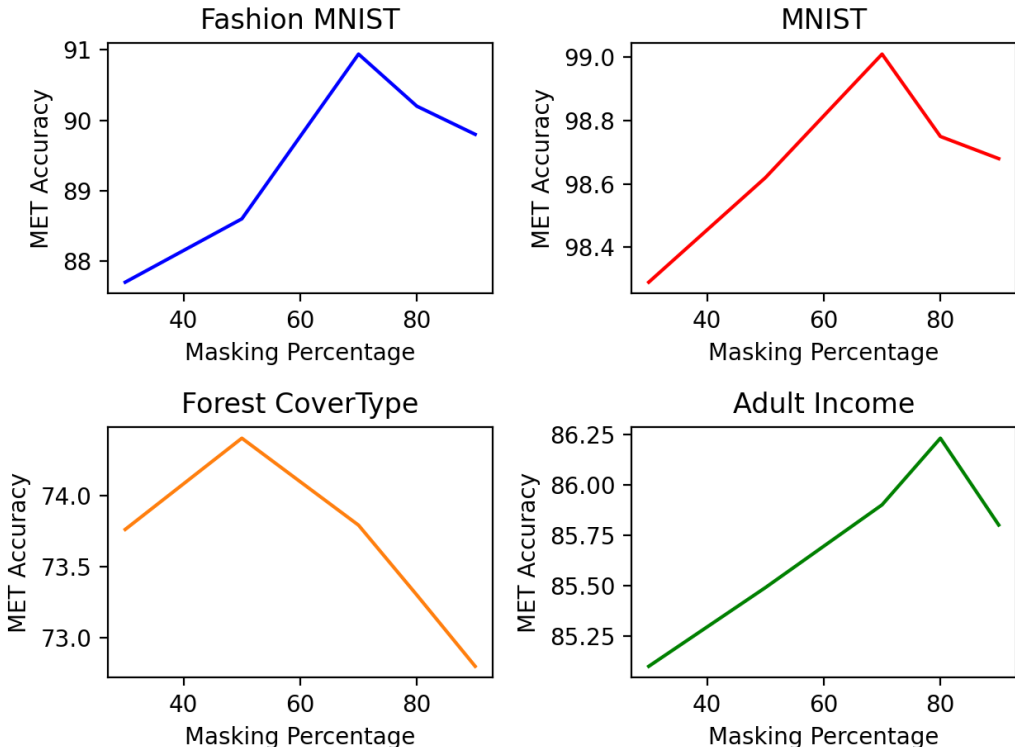 Fashion MNIST
MET Accuracy
91
90
89
88
40 60 80
Masking Percentage
MNIST
MET Accuracy
99.0
98.8
98.6
98.4
40 60 80
Masking Percentage
Forest CoverType
MET Accuracy
74.0
73.5
73.0
40 60 80
Masking Percentage
Adult Income
MET Accuracy
86.25
86.00
85.75
85.50
85.25
40 60 80
Masking Percentage